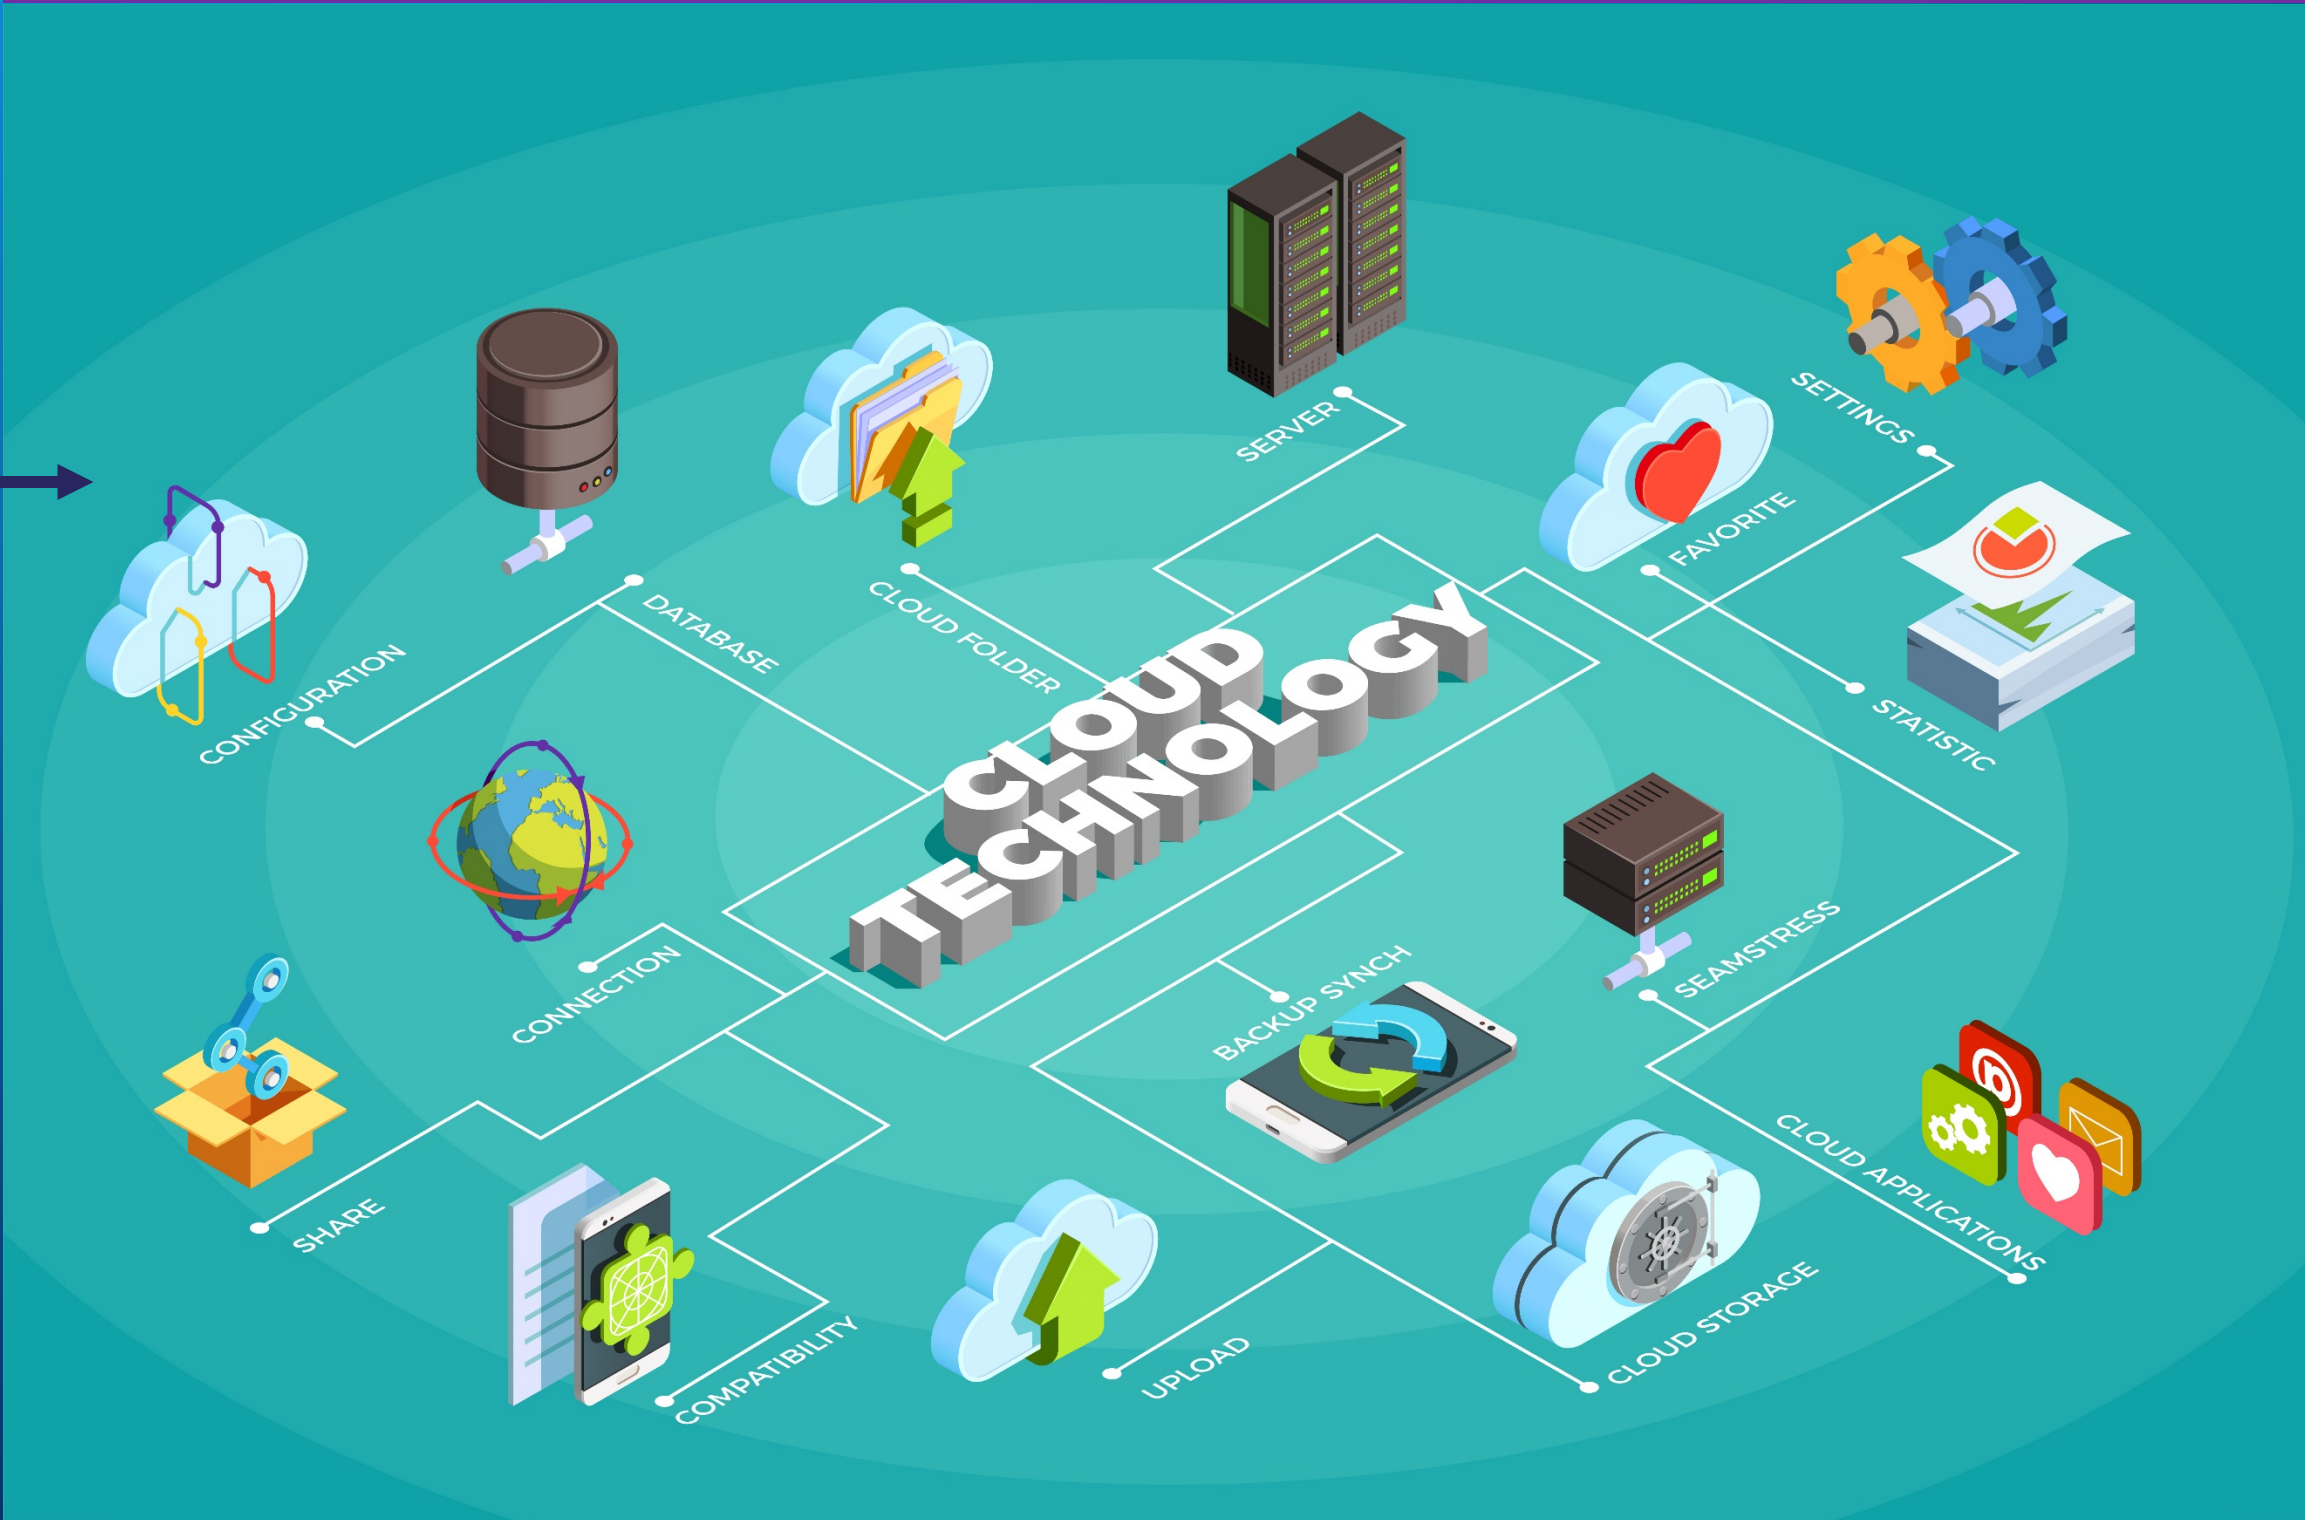 SERVER
SETTINGS
FAVORITE
DATABASE
CLOUD FOLDER
CONFIGURATION
STATISTIC
CLOUD
TECHNOLOGY
CONNECTION
BACKUP SYNCH
SEAMSTRESS
SHARE
CLOUD APPLICATIONS
COMPATIBILITY
UPLOAD
CLOUD STORAGE